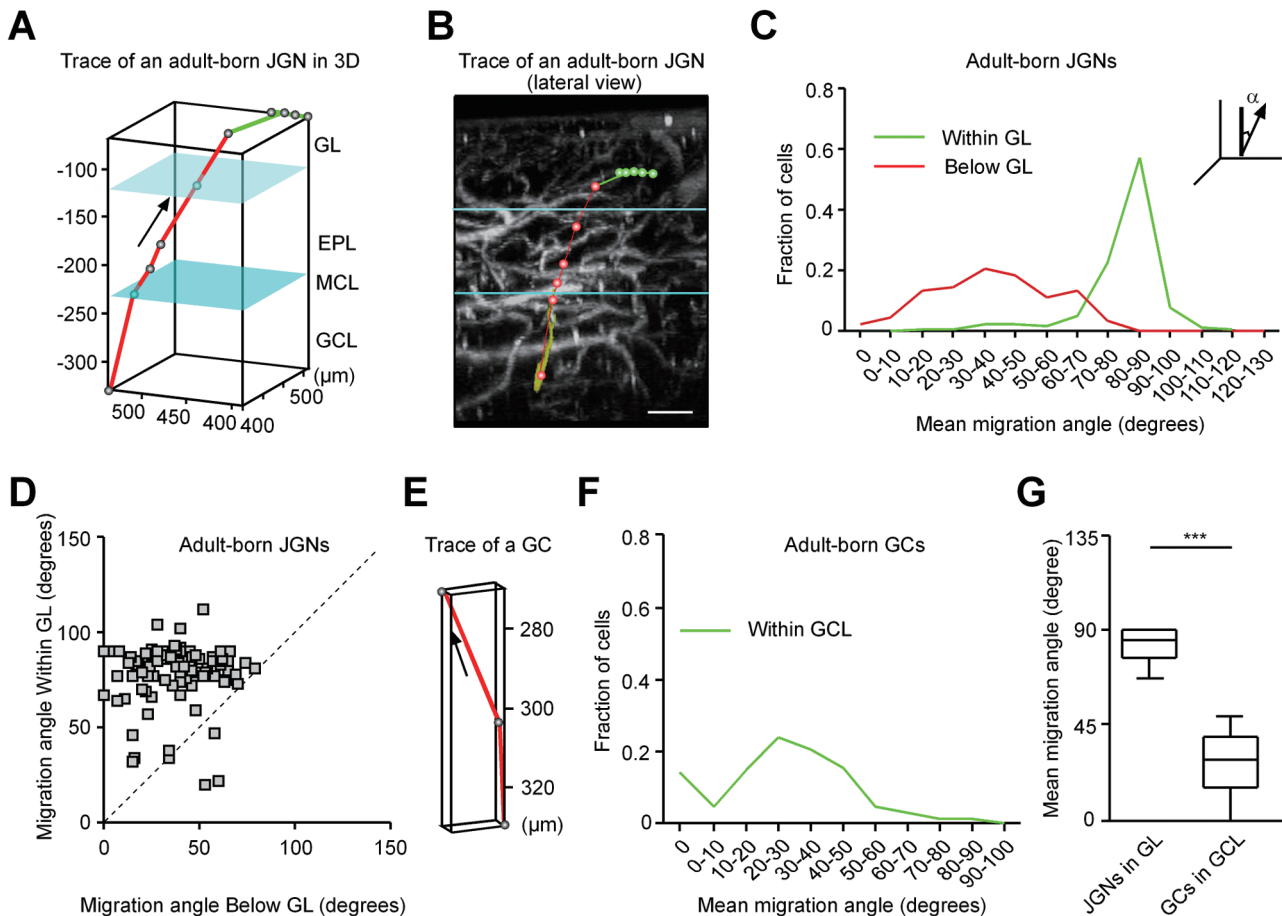 A
Trace of an adult-born JGN in 3D
GL
-100
-150
EPL
-200
MCL
-250
GCL
-300
(µm)
500
450
400
400
500
B
Trace of an adult-born JGN
(lateral view)
C
Adult-born JGNs
α
Within GL
Below GL
Fraction of cells
0.8
0.6
0.4
0.2
0
0
0-10
10-20
20-30
30-40
40-50
50-60
60-70
70-80
80-90
90-100
100-110
110-120
120-130
Mean migration angle (degrees)
D
Adult-born JGNs
Migration angle Within GL (degrees)
150
100
50
0
0
50
100
150
Migration angle Below GL (degrees)
E
Trace of a GC
280
300
320
(µm)
F
Adult-born GCs
Within GCL
Fraction of cells
0.8
0.6
0.4
0.2
0
0
0-10
10-20
20-30
30-40
40-50
50-60
60-70
70-80
80-90
90-100
Mean migration angle (degrees)
G
***
Mean migration angle (degree)
135
90
45
0
JGNs in GL
GCs in GCL